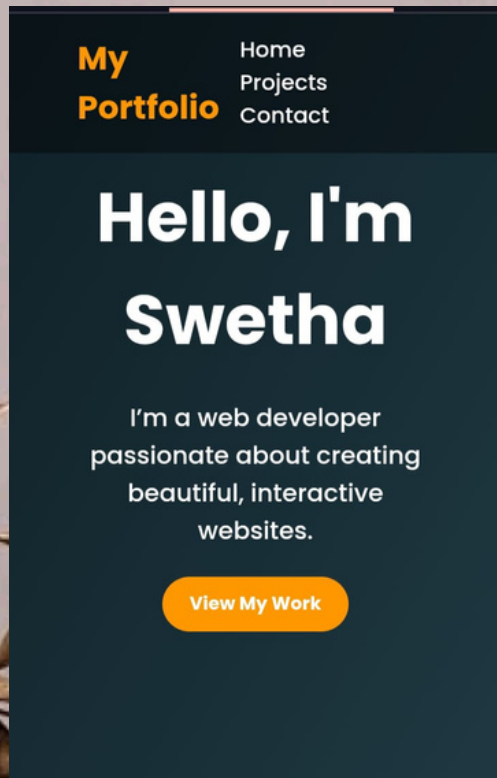 My
Portfolio
Home
Projects
Contact
Hello, I'm
Swetha
I’m a web developer
passionate about creating
beautiful, interactive
websites.
View My Work